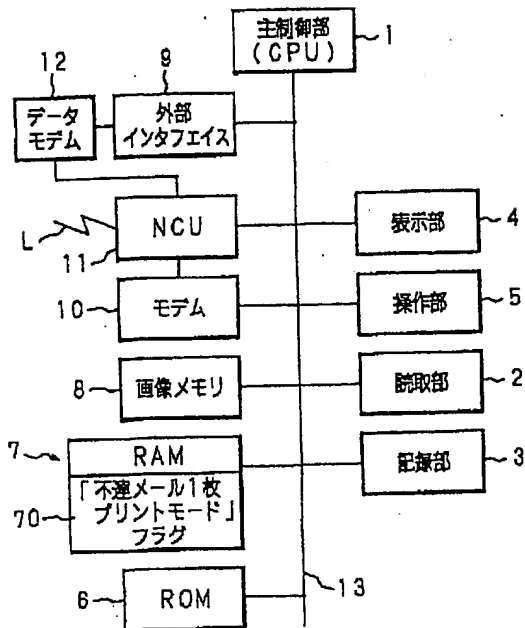 主制御部
(CPU)
1
12
9
データ
モデム
外部
インタフェイス
L
NCU
11
表示部
4
10
モデム
操作部
5
8
画像メモリ
読取部
2
7
RAM
「不達メール1枚
プリントモード」
フラグ
70
記録部
3
6
ROM
13